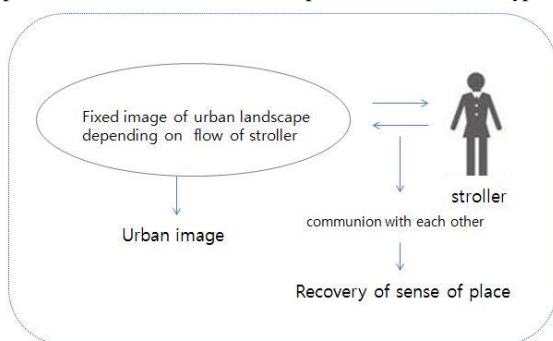 Fixed image of urban landscape
depending on flow of stroller
stroller
communion with each other
Urban image
Recovery of sense of place